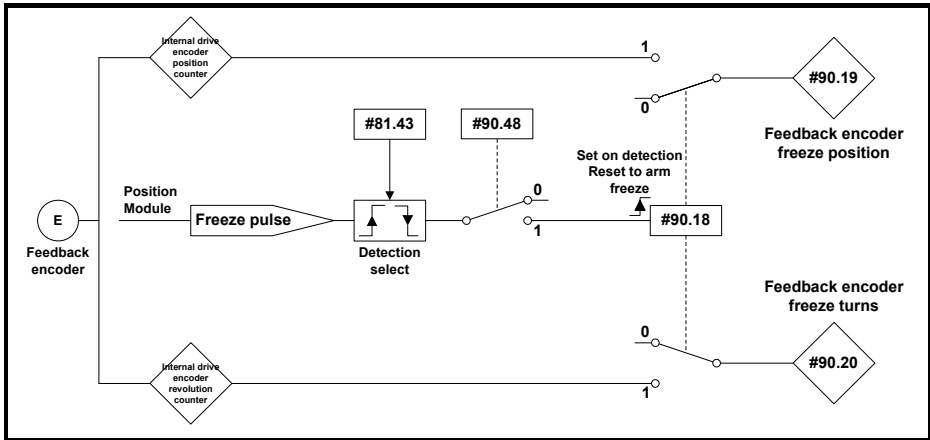 Internal drive
encoder
position
counter
1
0
#90.19
Feedback encoder
freeze position
#81.43
#90.48
Set on detection
Reset to arm
freeze
Position
Module
E
Feedback
encoder
Freeze pulse
Detection
select
0
1
#90.18
Feedback encoder
freeze turns
0
1
#90.20
Internal drive
encoder
revolution
counter